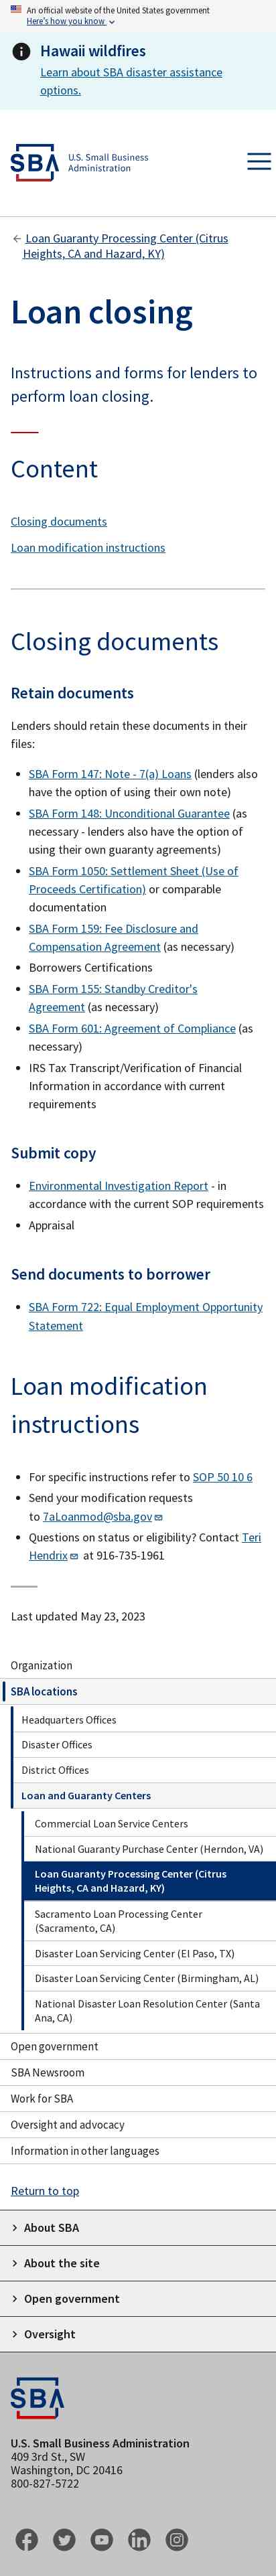 An official website of the United States government
Here's how you know
Hawaii wildfires
Learn about SBA disaster assistance
options.
SBA
U.S. Small Business
Administration
Loan Guaranty Processing Center (Citrus
Heights, CA and Hazard, KY)
Loan closing
Instructions and forms for lenders to
perform loan closing.
Content
Closing documents
Loan modification instructions
Closing documents
Retain documents
Lenders should retain these documents in their
files:
SBA Form 147: Note - 7(a) Loans (lenders also
have the option of using their own note)
SBA Form 148: Unconditional Guarantee (as
necessary - lenders also have the option of
using their own guaranty agreements)
SBA Form 1050: Settlement Sheet (Use of
Proceeds Certification) or comparable
documentation
SBA Form 159: Fee Disclosure and
Compensation Agreement (as necessary)
Borrowers Certifications
SBA Form 155: Standby Creditor's
Agreement (as necessary)
SBA Form 601: Agreement of Compliance (as
necessary)
IRS Tax Transcript/Verification of Financial
Information in accordance with current
requirements
Submit copy
Environmental Investigation Report - in
accordance with the current SOP requirements
Appraisal
Send documents to borrower
SBA Form 722: Equal Employment Opportunity
Statement
Loan modification
instructions
For specific instructions refer to SOP 50 10 6
Send your modification requests
to 7aLoanmod@sba.gov
Questions on status or eligibility? Contact Teri
Hendrix at 916-735-1961
Last updated May 23, 2023
Organization
SBA locations
Headquarters Offices
Disaster Offices
District Offices
Loan and Guaranty Centers
Commercial Loan Service Centers
National Guaranty Purchase Center (Herndon, VA)
Loan Guaranty Processing Center (Citrus
Heights, CA and Hazard, KY)
Sacramento Loan Processing Center
(Sacramento, CA)
Disaster Loan Servicing Center (El Paso, TX)
Disaster Loan Servicing Center (Birmingham, AL)
National Disaster Loan Resolution Center (Santa
Ana, CA)
Open government
SBA Newsroom
Work for SBA
Oversight and advocacy
Information in other languages
Return to top
About SBA
About the site
Open government
Oversight
SBA
U.S. Small Business Administration
409 3rd St., SW
Washington, DC 20416
800-827-5722